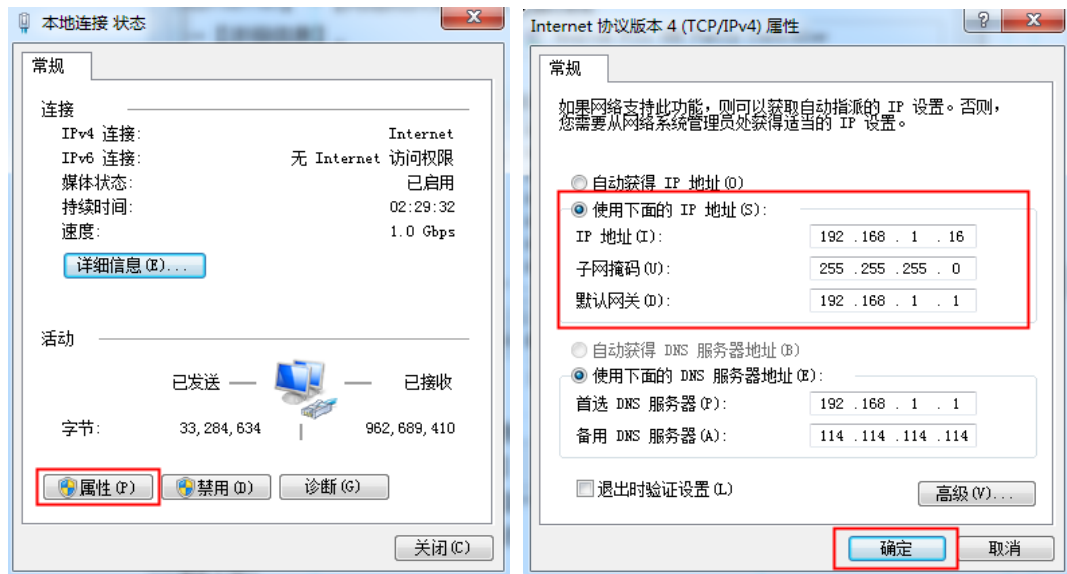 本地连接 状态
常规
连接
IPv4 连接: Internet
IPv6 连接: 无 Internet 访问权限
媒体状态: 已启用
持续时间: 02:29:32
速度: 1.0 Gbps
详细信息(E)...
活动
已发送 已接收
字节: 33,284,634 962,689,410
属性(P) 禁用(D) 诊断(G)
关闭(C)
Internet 协议版本 4 (TCP/IPv4) 属性
常规
如果网络支持此功能，则可以获取自动指派的 IP 设置。否则，
您需要从网络系统管理员处获得适当的 IP 设置。
自动获得 IP 地址(O)
使用下面的 IP 地址(S):
IP 地址(I): 192 .168 . 1 . 16
子网掩码(U): 255 .255 .255 . 0
默认网关(D): 192 .168 . 1 . 1
自动获得 DNS 服务器地址(B)
使用下面的 DNS 服务器地址(E):
首选 DNS 服务器(P): 192 .168 . 1 . 1
备用 DNS 服务器(A): 114 .114 .114 .114
退出时验证设置(L)
高级(V)...
确定 取消